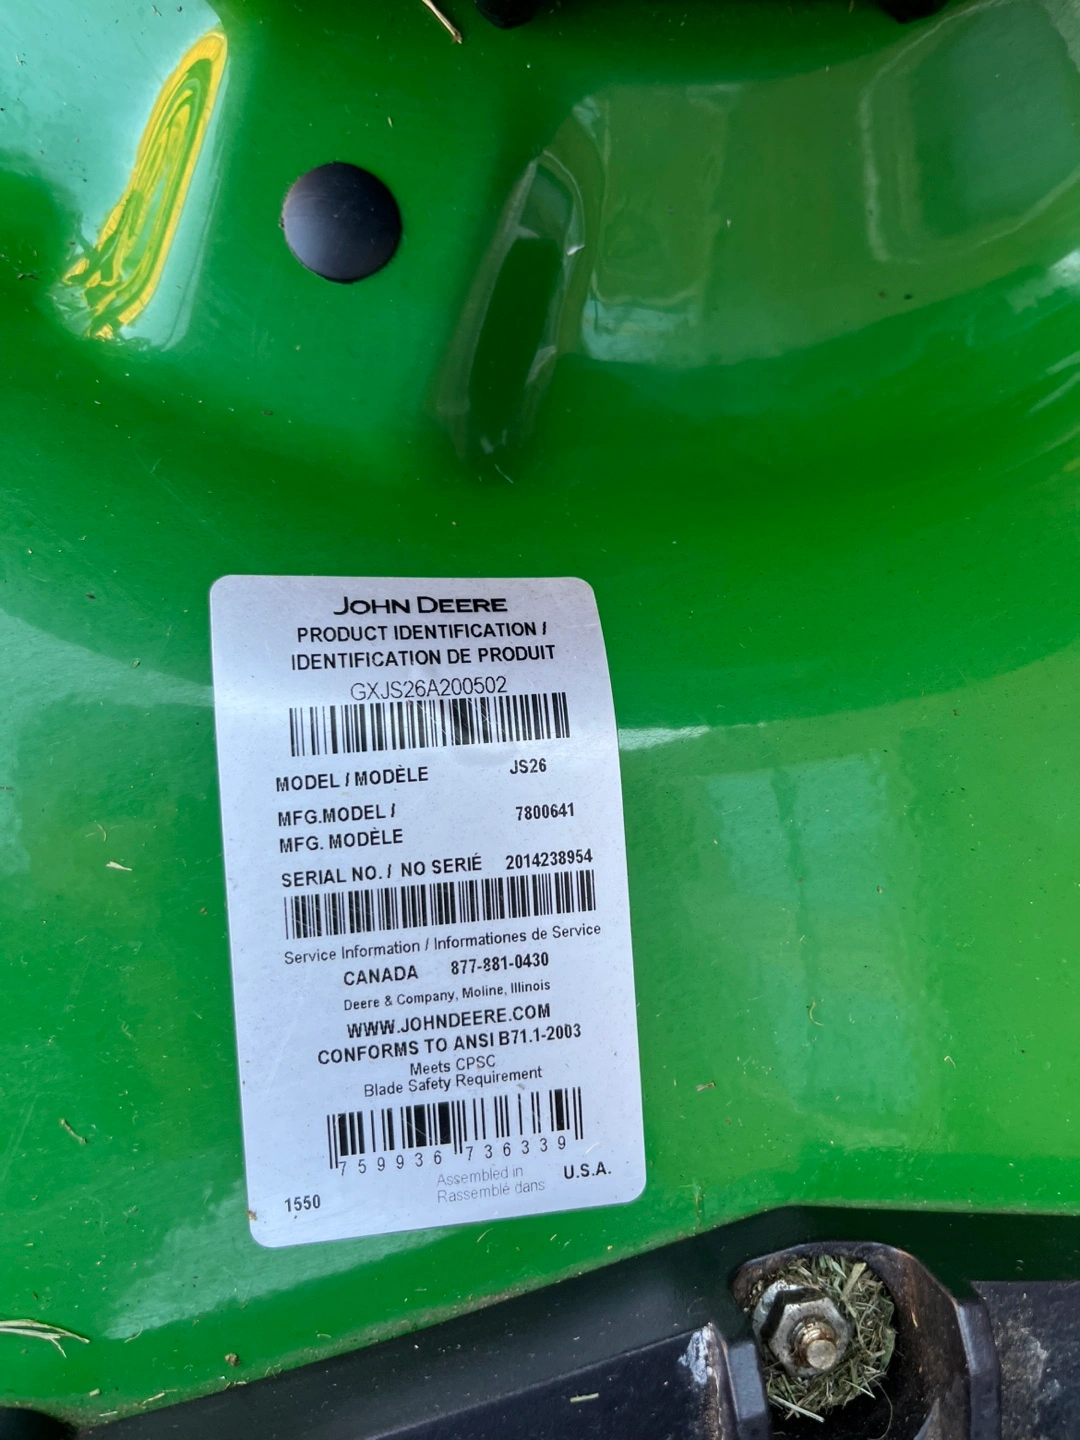 JOHN DEERE
PRODUCT IDENTIFICATION /
IDENTIFICATION DE PRODUIT
GXJS26A200502
MODEL / MODÈLE JS26
MFG.MODEL / 7800641
MFG. MODÈLE
SERIAL NO. / NO SERIÉ 2014238954
Service Information / Informationes de Service
CANADA 877-881-0430
Deere & Company, Moline, Illinois
WWW.JOHNDEERE.COM
CONFORMS TO ANSI B71.1-2003
Meets CPSC
Blade Safety Requirement
7 59936 736339
Assembled in U.S.A.
Rassemblé dans
1550